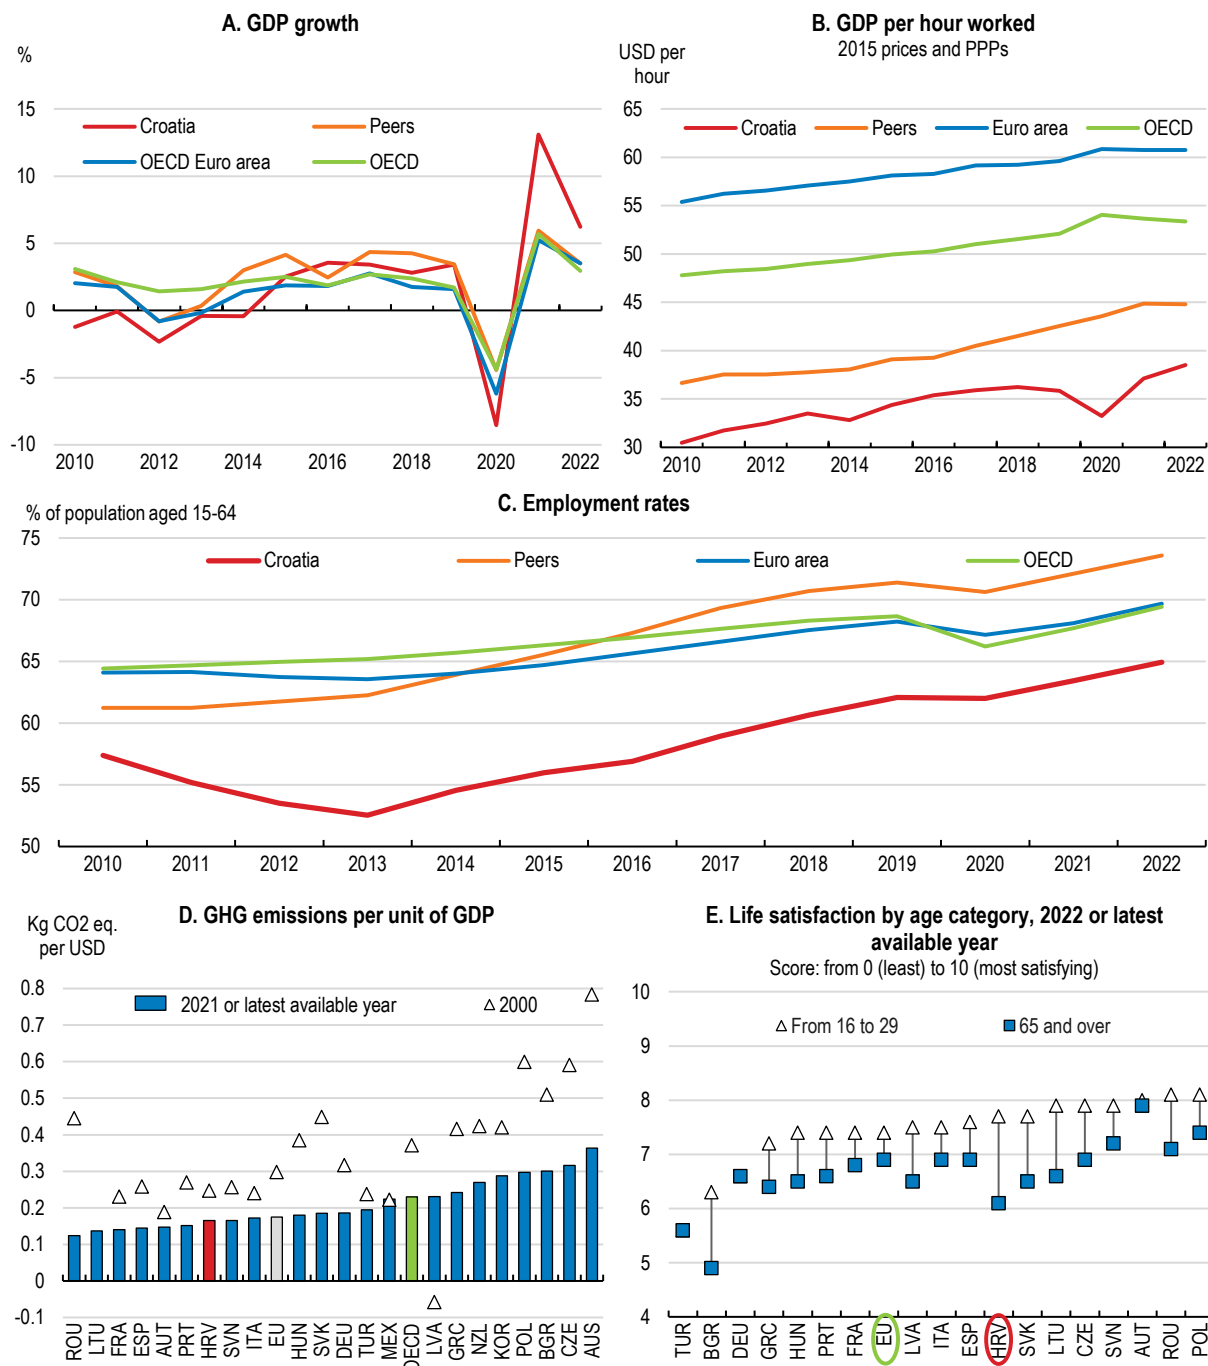 A. GDP growth
%
15
10
5
0
-5
-10
Croatia
Peers
OECD Euro area
OECD
2010 2012 2014 2016 2018 2020 2022
B. GDP per hour worked
2015 prices and PPPs
USD per
hour
65
60
55
50
45
40
35
30
Croatia
Peers
Euro area
OECD
2010 2012 2014 2016 2018 2020 2022
C. Employment rates
% of population aged 15-64
75
70
65
60
55
50
Croatia
Peers
Euro area
OECD
2010 2011 2012 2013 2014 2015 2016 2017 2018 2019 2020 2021 2022
D. GHG emissions per unit of GDP
Kg CO2 eq.
per USD
0.8
0.7
0.6
0.5
0.4
0.3
0.2
0.1
0
-0.1
2021 or latest available year
2000
ROU
LTU
FRA
ESP
AUT
PRT
HRV
SVN
ITA
EU
HUN
SVK
DEU
TUR
MEX
OECD
LVA
GRC
NZL
KOR
POL
BGR
CZE
AUS
E. Life satisfaction by age category, 2022 or latest
available year
Score: from 0 (least) to 10 (most satisfying)
10
9
8
7
6
5
4
From 16 to 29
65 and over
TUR
BGR
DEU
GRC
HUN
PRT
FRA
EU
LVA
ITA
ESP
HRV
SVK
LTU
CZE
SVN
AUT
ROU
POL